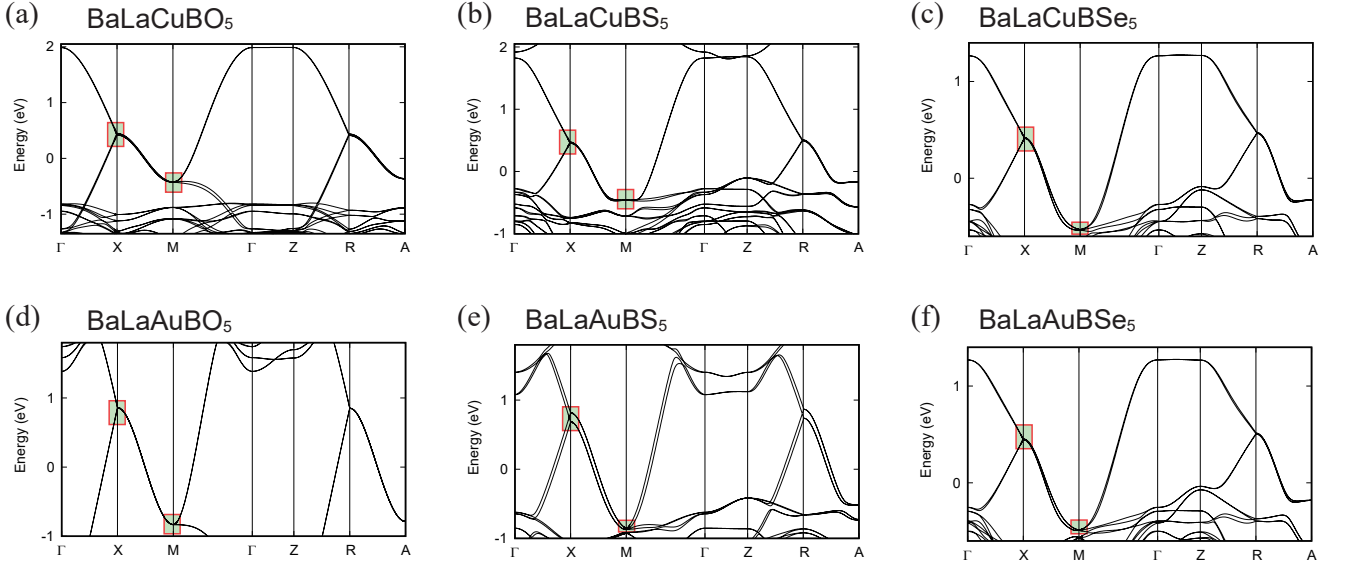 (a) BaLaCuBO₅
(b) BaLaCuBS₅
(c) BaLaCuBSe₅
Energy (eV)
2
1
0
-1
Γ X M Γ Z R A
Energy (eV)
2
1
0
-1
Γ X M Γ Z R A
Energy (eV)
1
0
Γ X M Γ Z R A
(d) BaLaAuBO₅
(e) BaLaAuBS₅
(f) BaLaAuBSe₅
Energy (eV)
1
0
-1
Γ X M Γ Z R A
Energy (eV)
1
0
-1
Γ X M Γ Z R A
Energy (eV)
1
0
Γ X M Γ Z R A